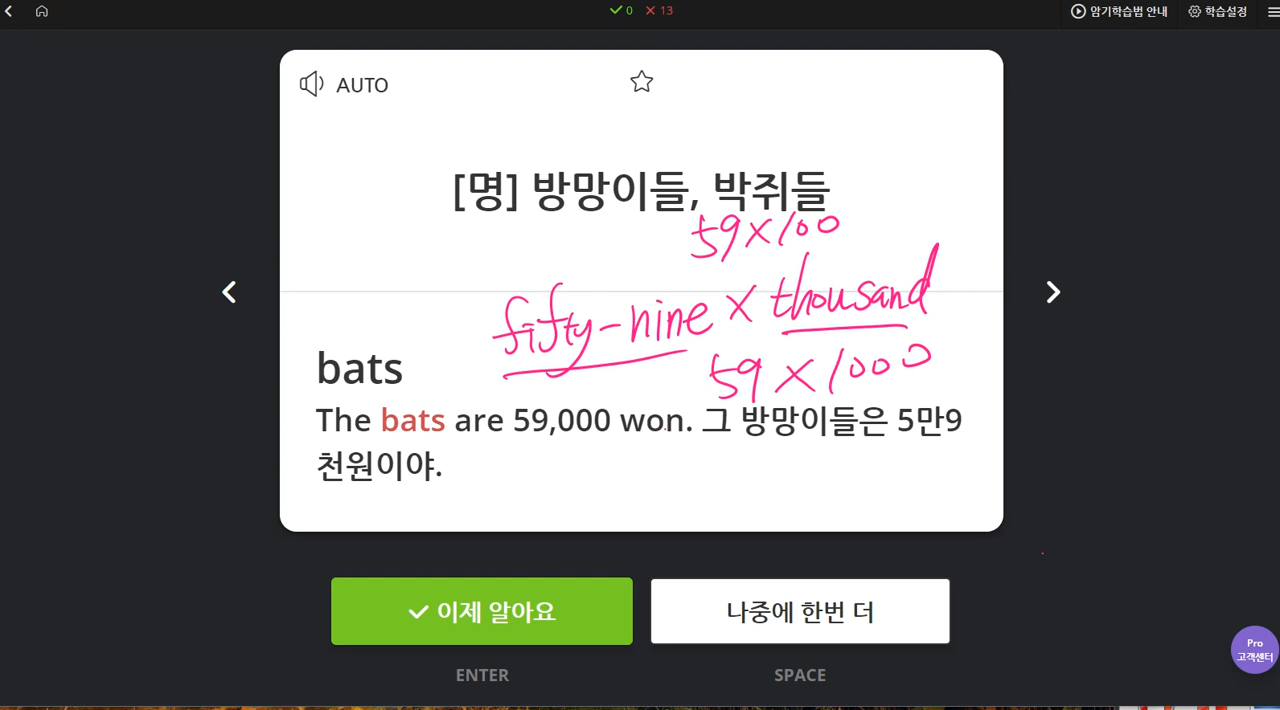 0 13 암기학습법 안내 학습설정
AUTO
[명] 방망이들, 박쥐들
59×100
fifty-nine × thousand
bats
59×1000
The bats are 59,000 won. 그 방망이들은 5만9
천원이야.
이제 알아요
나중에 한번 더
ENTER
SPACE
Pro
고객센터